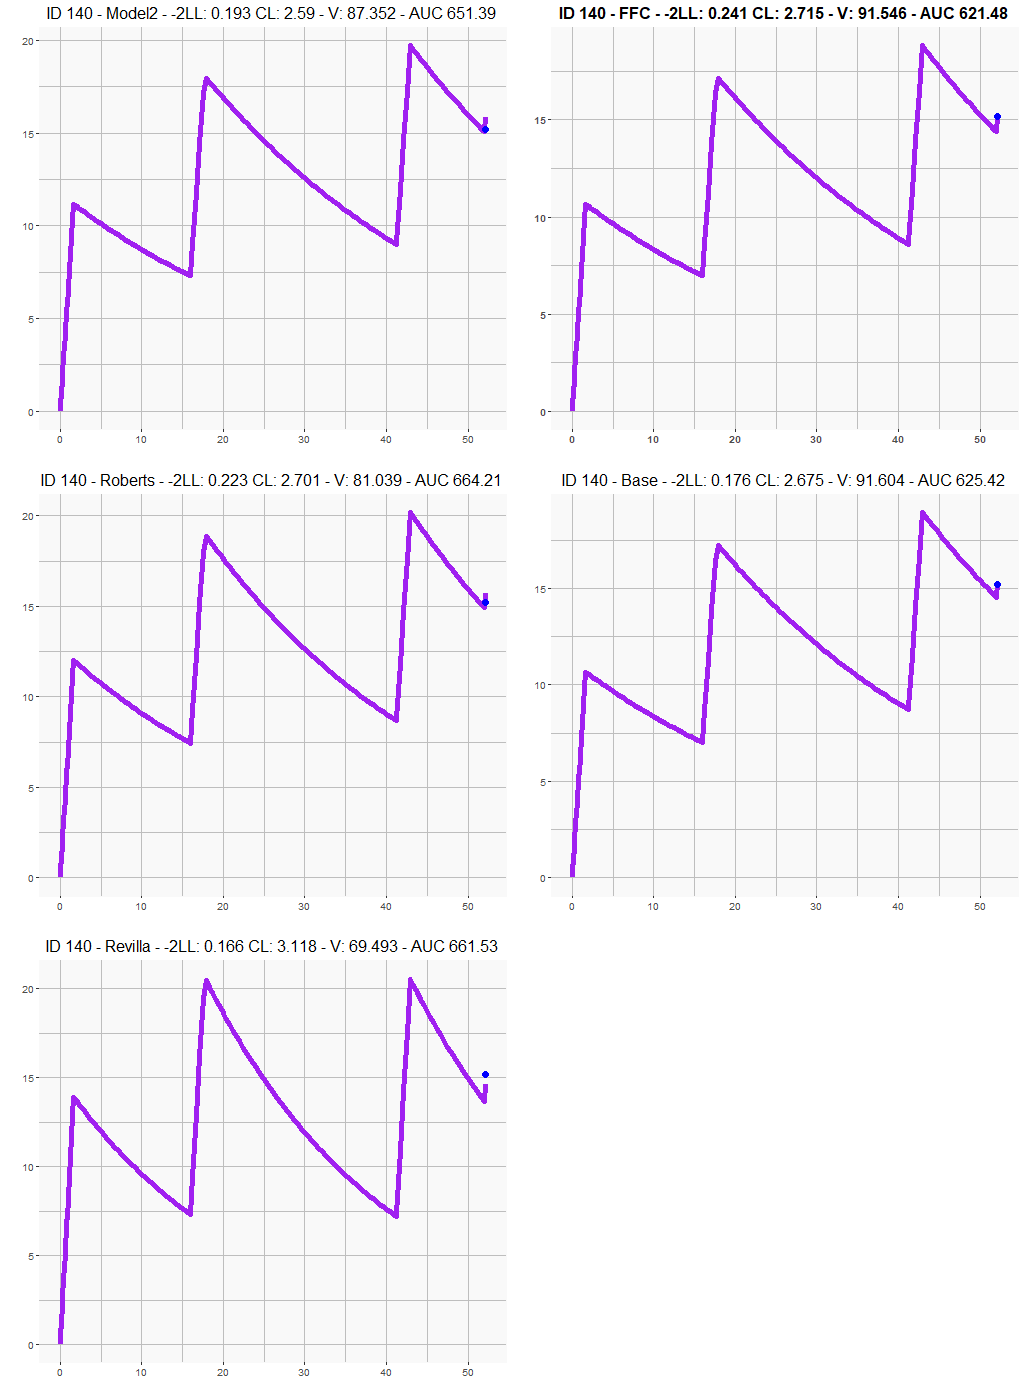 ID 140 - Model2 - -2LL: 0.193 CL: 2.59 - V: 87.352 - AUC 651.39
20
15
10
5
0
0 10 20 30 40 50
ID 140 - FFC - -2LL: 0.241 CL: 2.715 - V: 91.546 - AUC 621.48
15
10
5
0
0 10 20 30 40 50
ID 140 - Roberts - -2LL: 0.223 CL: 2.701 - V: 81.039 - AUC 664.21
20
15
10
5
0
0 10 20 30 40 50
ID 140 - Base - -2LL: 0.176 CL: 2.675 - V: 91.604 - AUC 625.42
15
10
5
0
0 10 20 30 40 50
ID 140 - Revilla - -2LL: 0.166 CL: 3.118 - V: 69.493 - AUC 661.53
20
15
10
5
0
0 10 20 30 40 50